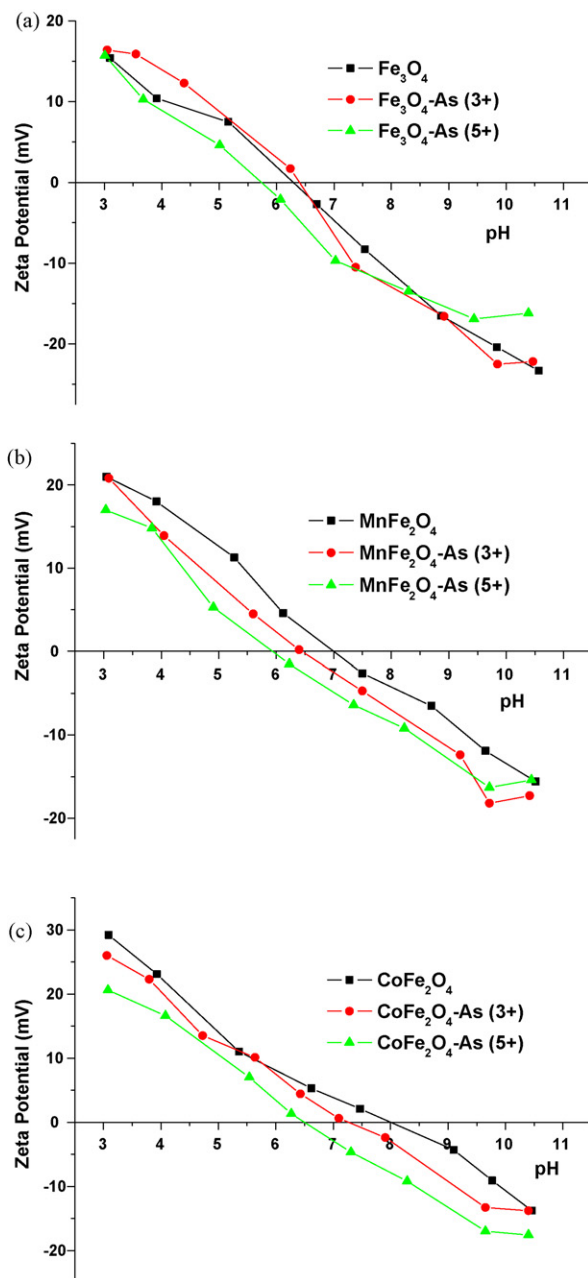 (a)
20
10
0
-10
-20
Zeta Potential (mV)
3 4 5 6 7 8 9 10 11
pH
Fe₃O₄
Fe₃O₄-As (3+)
Fe₃O₄-As (5+)
(b)
20
10
0
-10
-20
Zeta Potential (mV)
3 4 5 6 7 8 9 10 11
pH
MnFe₂O₄
MnFe₂O₄-As (3+)
MnFe₂O₄-As (5+)
(c)
30
20
10
0
-10
-20
Zeta Potential (mV)
3 4 5 6 7 8 9 10 11
pH
CoFe₂O₄
CoFe₂O₄-As (3+)
CoFe₂O₄-As (5+)